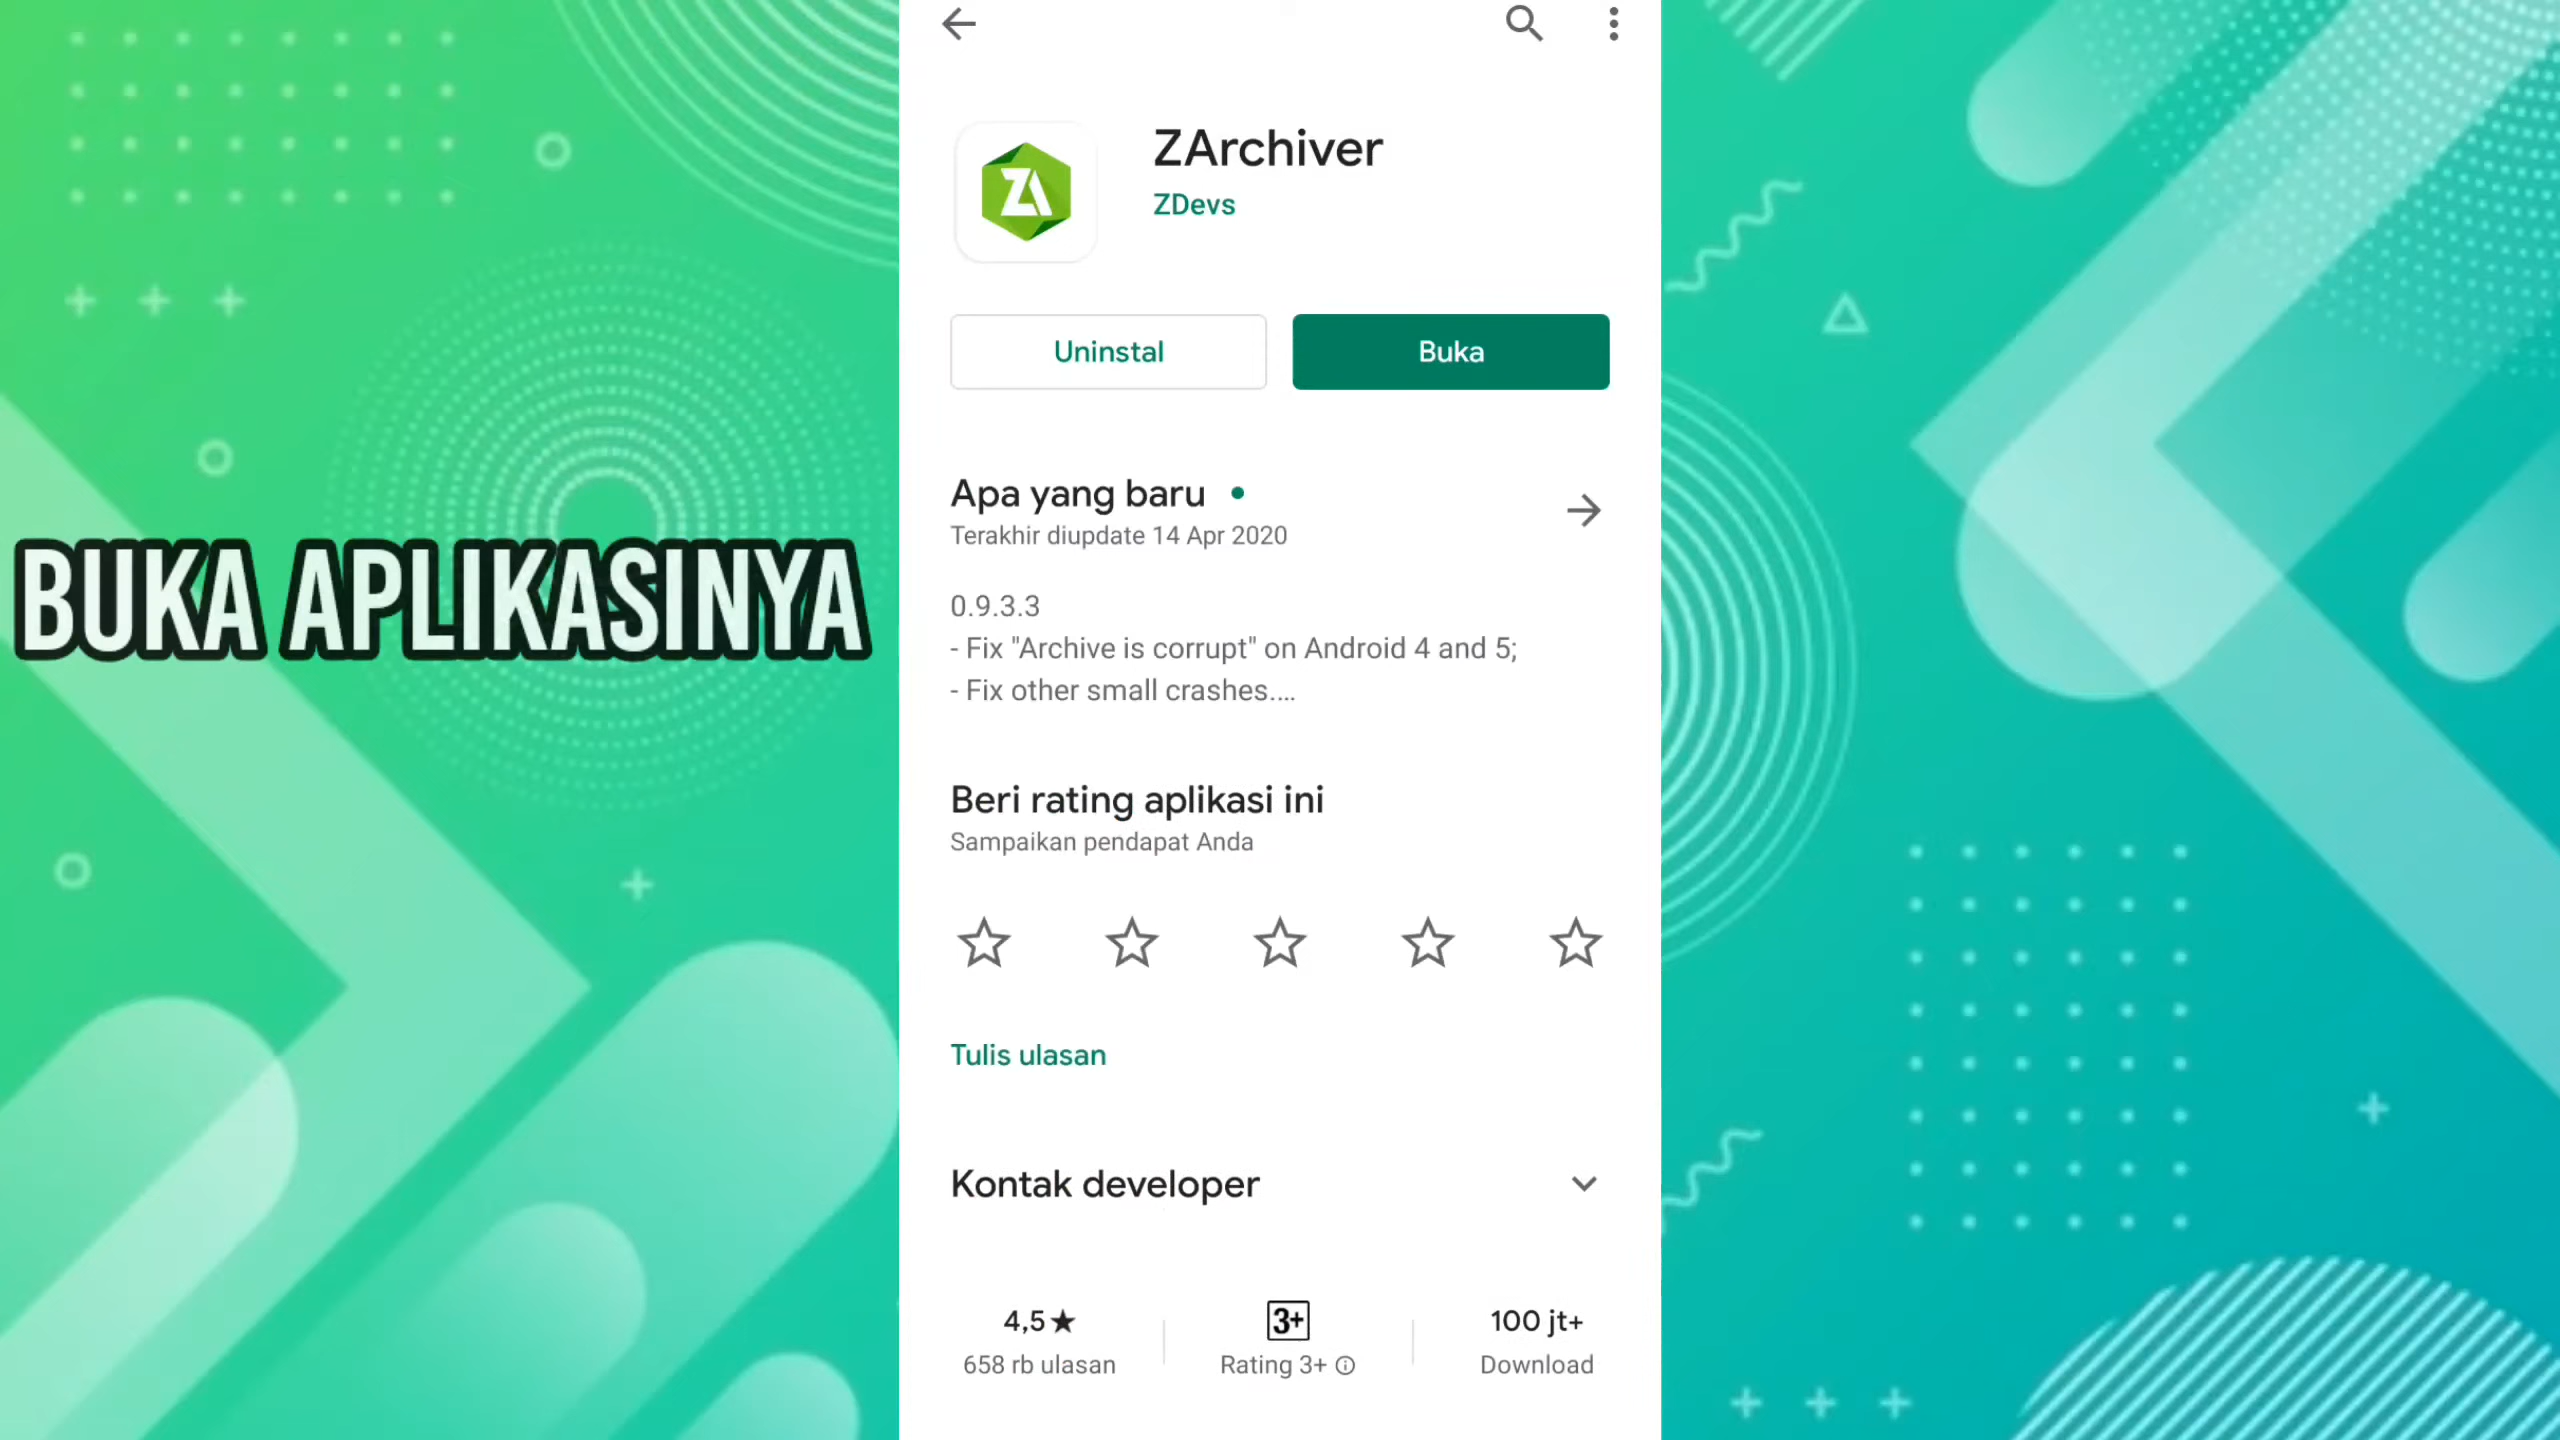 ZArchiver
ZDevs
Uninstal
Buka
Apa yang baru
Terakhir diupdate 14 Apr 2020
BUKA APLIKASINYA
0.9.3.3
- Fix "Archive is corrupt" on Android 4 and 5;
- Fix other small crashes....
Beri rating aplikasi ini
Sampaikan pendapat Anda
Tulis ulasan
Kontak developer
4,5★
658 rb ulasan
3+
Rating 3+
100 jt+
Download